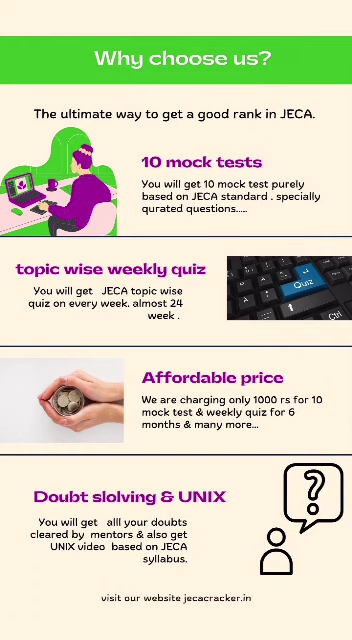 Why choose us?
The ultimate way to get a good rank in JECA.
10 mock tests
You will get 10 mock test purely
based on JECA standard . specially
qurated questions.....
topic wise weekly quiz
You will get JECA topic wise
quiz on every week. almost 24
week .
Quiz
Affordable price
We are charging only 1000 rs for 10
mock test & weekly quiz for 6
months & many more...
Doubt slolving & UNIX
You will get alll your doubts
cleared by mentors & also get
UNIX video based on JECA
syllabus.
visit our website jecacracker.in